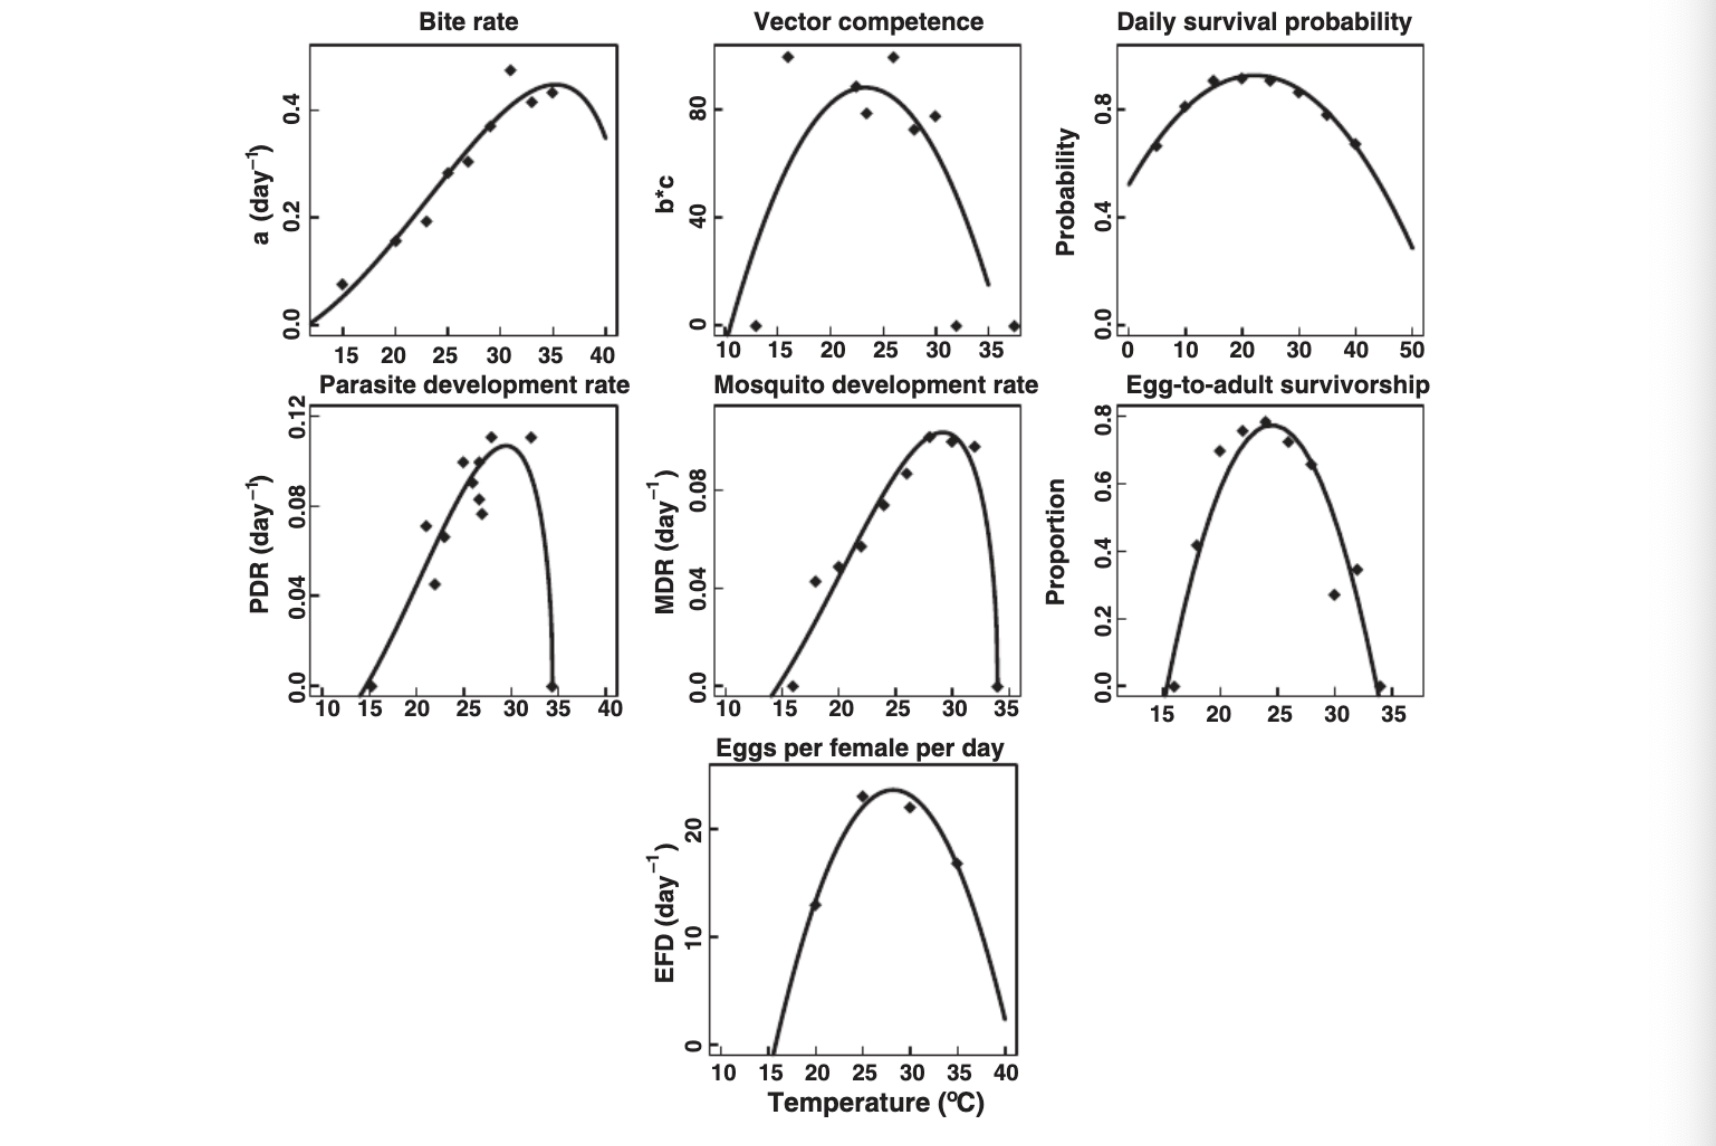 Bite rate
Vector competence
Daily survival probability
a (day⁻¹)
0.0 0.2 0.4
15 20 25 30 35 40
b*c
0 40 80
10 15 20 25 30 35
Probability
0.0 0.4 0.8
0 10 20 30 40 50
Parasite development rate
Mosquito development rate
Egg-to-adult survivorship
PDR (day⁻¹)
0.0 0.04 0.08 0.12
10 15 20 25 30 35 40
MDR (day⁻¹)
0.0 0.04 0.08
10 15 20 25 30 35
Proportion
0.0 0.2 0.4 0.6 0.8
15 20 25 30 35
Eggs per female per day
EFD (day⁻¹)
0 10 20
10 15 20 25 30 35 40
Temperature (ºC)